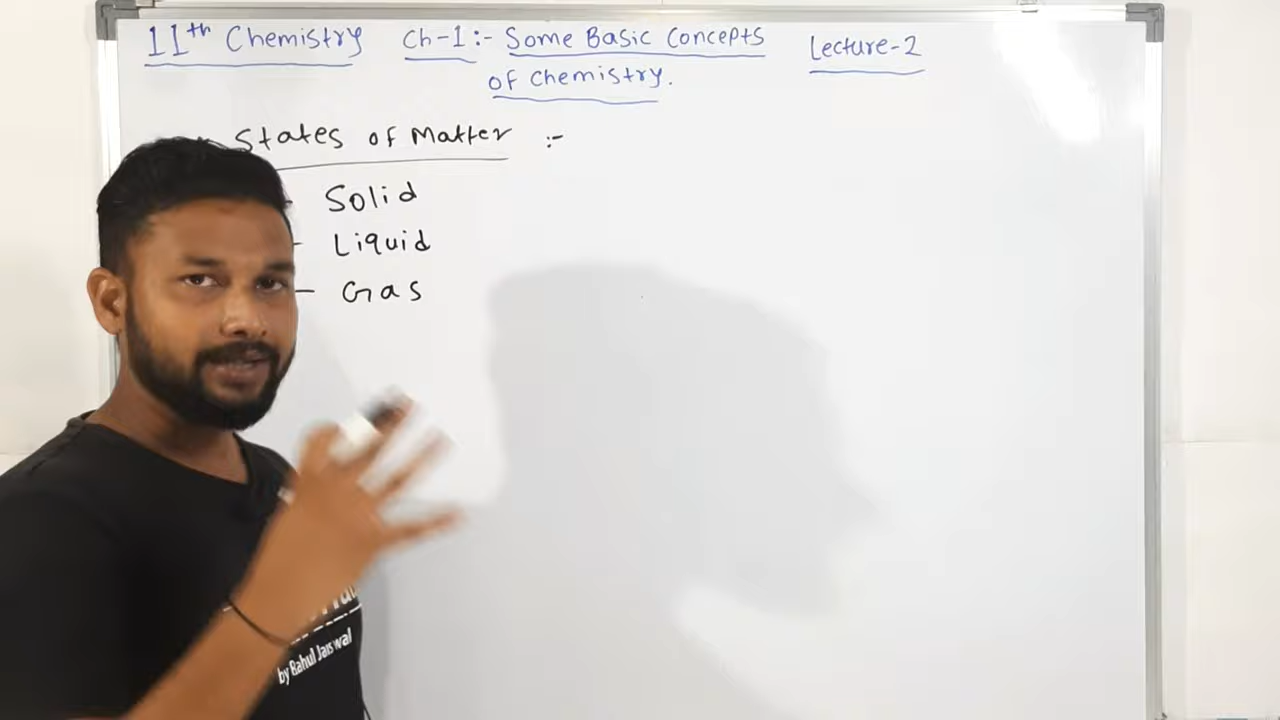 11th Chemistry Ch-1:- Some Basic Concepts Lecture-2
of Chemistry.
States of Matter :-
Solid
- Liquid
- Gas
by Rahul Jaiswal